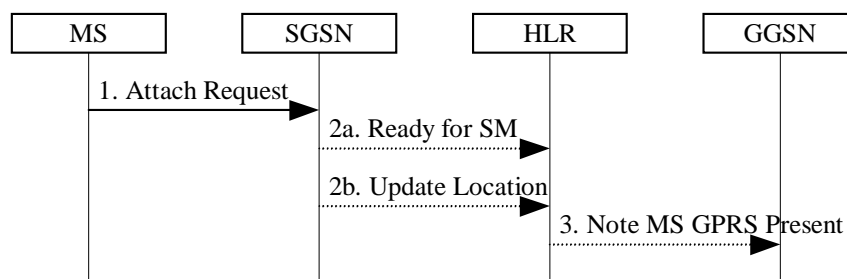 MS
SGSN
HLR
GGSN
1. Attach Request
2a. Ready for SM
2b. Update Location
3. Note MS GPRS Present